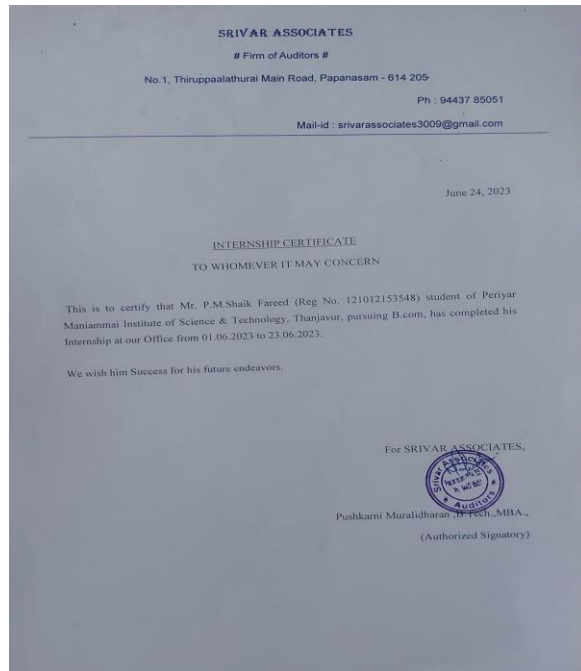 SRIVAR ASSOCIATES
# Firm of Auditors #
No.1, Thiruppaalathurai Main Road, Papanasam - 614 205
Ph : 94437 85051
Mail-id : srivarassociates3009@gmail.com
June 24, 2023
INTERNSHIP CERTIFICATE
TO WHOMEVER IT MAY CONCERN
This is to certify that Mr. P.M.Shaik Fareed (Reg No. 121012153548) student of Periyar
Maniammai Institute of Science & Technology, Thanjavur, pursuing B.com, has completed his
Internship at our Office from 01.06.2023 to 23.06.2023.
We wish him Success for his future endeavors.
For SRIVAR ASSOCIATES,
Srivar Associates
* Auditors *
Pushkarni Muralidharan ,B.Tech.,MBA.,
(Authorized Signatory)